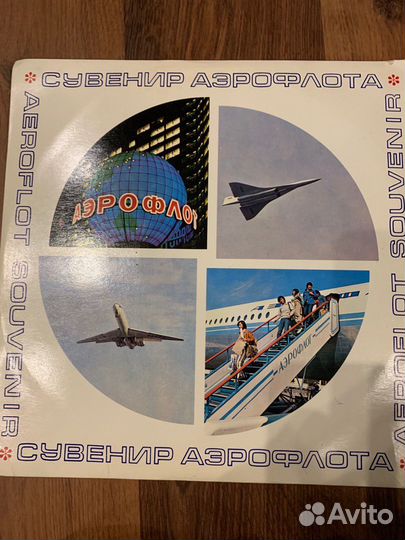 * СУВЕНИР АЭРОФЛОТА *
AEROFLOT SOUVENIR
АЭРОФЛОТ
АЭРОФЛОТ
AEROFLOT SOUVENIR
* СУВЕНИР АЭРОФЛОТА *
Avito